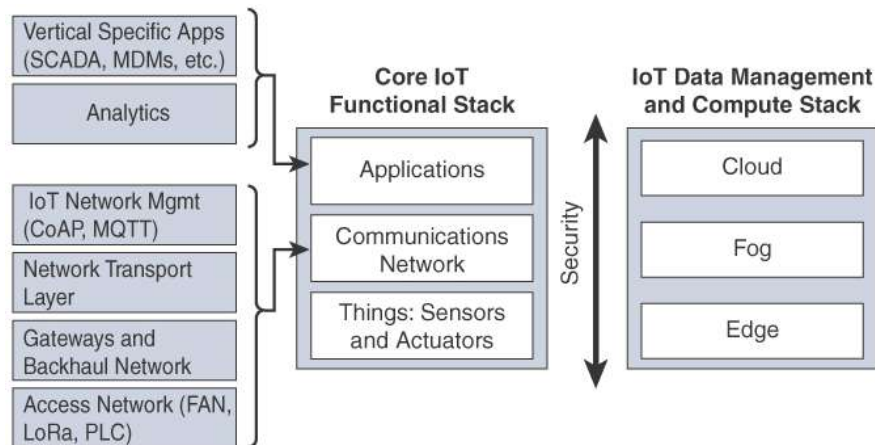 Vertical Specific Apps
(SCADA, MDMs, etc.)
Analytics
IoT Network Mgmt
(CoAP, MQTT)
Network Transport
Layer
Gateways and
Backhaul Network
Access Network (FAN,
LoRa, PLC)
Core IoT
Functional Stack
Applications
Communications
Network
Things: Sensors
and Actuators
Security
IoT Data Management
and Compute Stack
Cloud
Fog
Edge